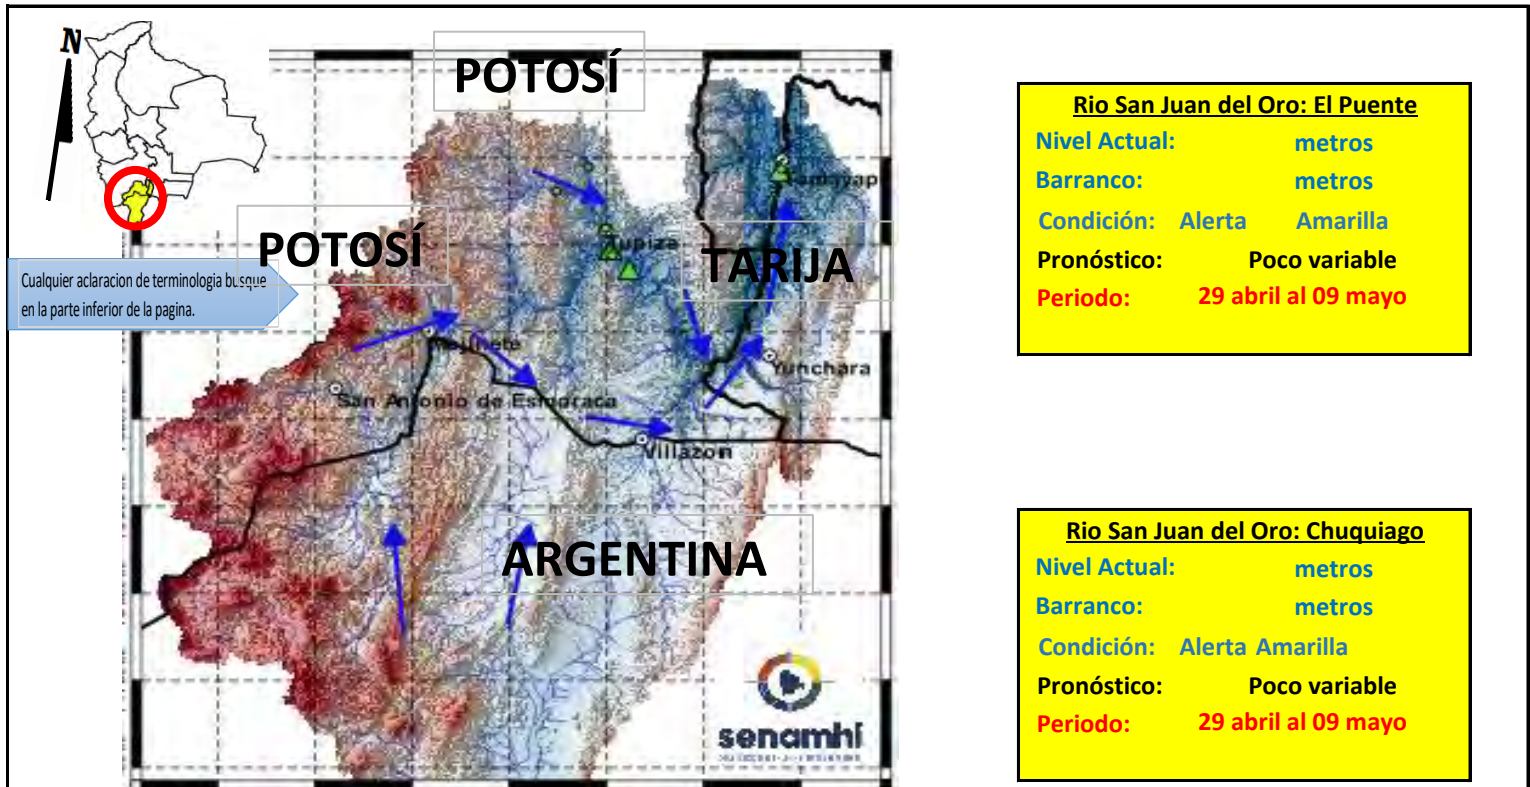 N
POTOSÍ
POTOSÍ
TARIJA
ARGENTINA
Cualquier aclaracion de terminologia busque
en la parte inferior de la pagina.
Tupiza
Yunchara
San Antonio de Esmoraca
Villazon
senamhi
Rio San Juan del Oro: El Puente
Nivel Actual: metros
Barranco: metros
Condición: Alerta Amarilla
Pronóstico: Poco variable
Periodo: 29 abril al 09 mayo
Rio San Juan del Oro: Chuquiago
Nivel Actual: metros
Barranco: metros
Condición: Alerta Amarilla
Pronóstico: Poco variable
Periodo: 29 abril al 09 mayo